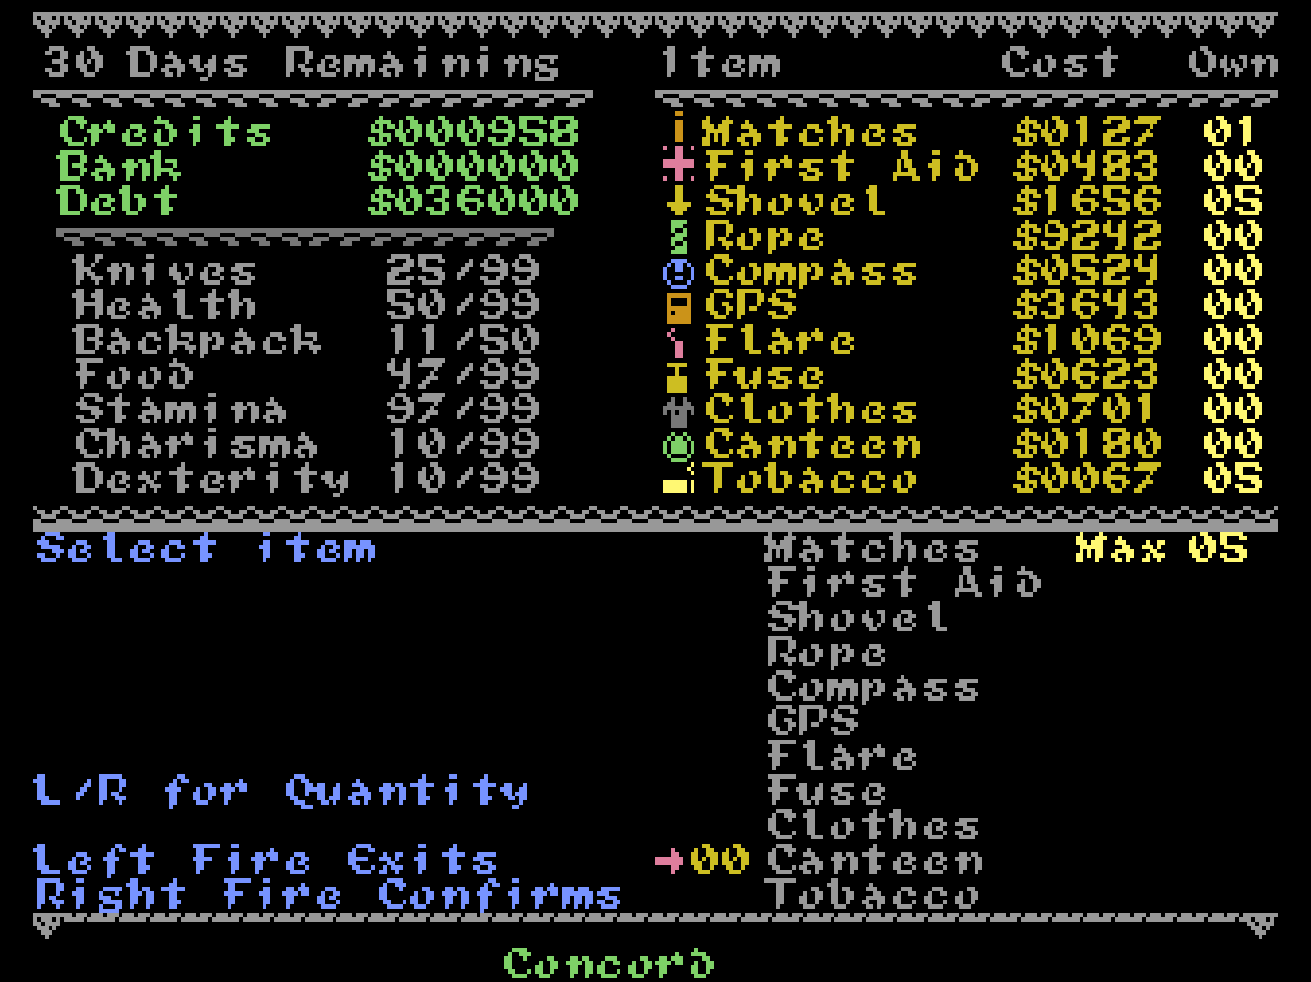 30 Days Remaining Item Cost Own
Credits $000958 Matches $0127 01
Bank $000000 First Aid $0483 00
Debt $036000 Shovel $1656 05
Rope $9242 00
Knives 25/99 Compass $0524 00
Health 50/99 GPS $3643 00
Backpack 11/50 Flare $1069 00
Food 47/99 Fuse $0623 00
Stamina 97/99 Clothes $0701 00
Charisma 10/99 Canteen $0180 00
Dexterity 10/99 Tobacco $0067 05
Select item Matches Max 05
First Aid
Shovel
Rope
Compass
GPS
Flare
L/R for Quantity Fuse
Clothes
Left Fire Exits →00 Canteen
Right Fire Confirms Tobacco
Concord